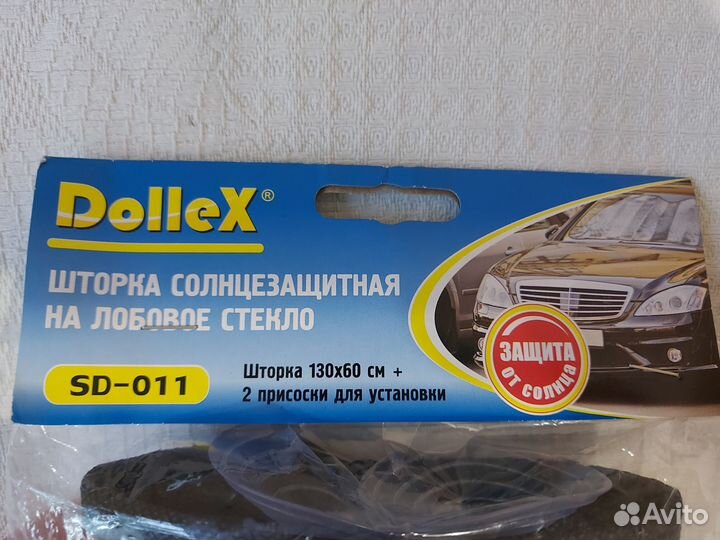 DolleX®
ШТОРКА СОЛНЦЕЗАЩИТНАЯ
НА ЛОБОВОЕ СТЕКЛО
SD-011
Шторка 130х60 см +
2 присоски для установки
ЗАЩИТА
ОТ СОЛНЦА
Avito